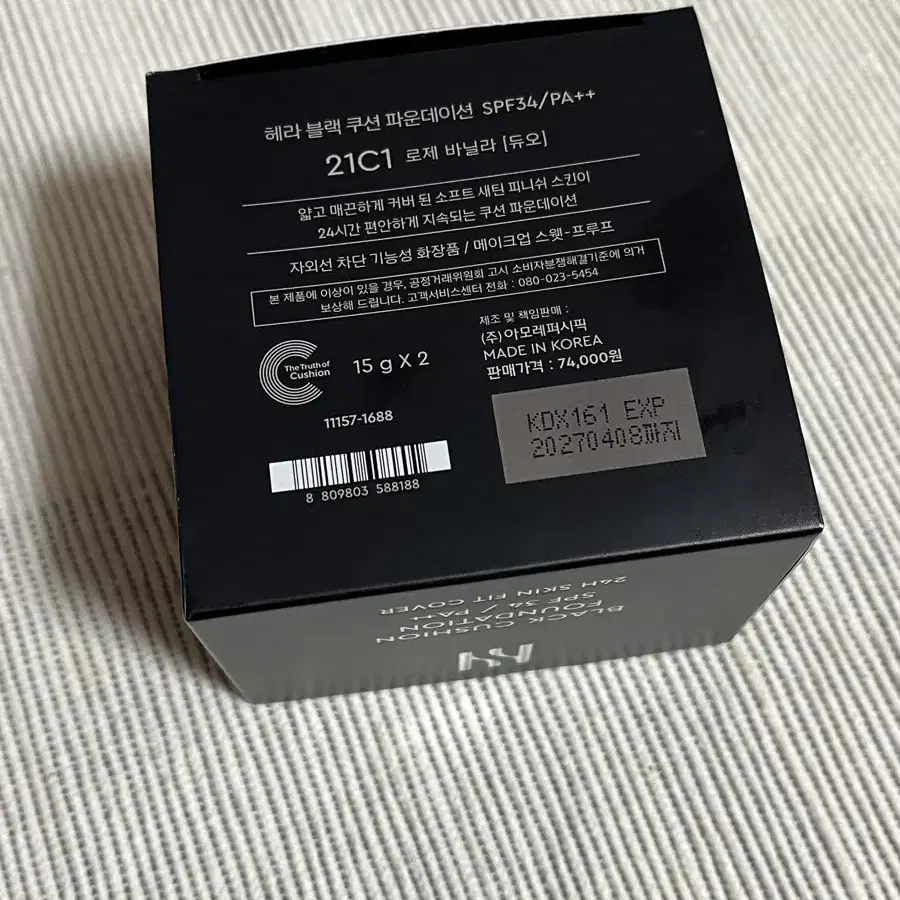 헤라 블랙 쿠션 파운데이션 SPF34/PA++
21C1 로제 바닐라 [듀오]
얇고 매끈하게 커버 된 소프트 새틴 피니쉬 스킨이
24시간 편안하게 지속되는 쿠션 파운데이션
자외선 차단 기능성 화장품 / 메이크업 스웻-프루프
본 제품에 이상이 있을 경우, 공정거래위원회 고시 소비자분쟁해결기준에 의거
보상해 드립니다. 고객서비스센터 전화 : 080-023-5454
The Truth of
Cushion
15 g X 2
제조 및 책임판매 :
(주)아모레퍼시픽
MADE IN KOREA
판매가격 : 74,000원
11157-1688
8 809803 588188
KDX161 EXP
20270408까지
BLACK CUSHION
FOUNDATION
SPF 34 / PA++
24H SKIN FIT COVER